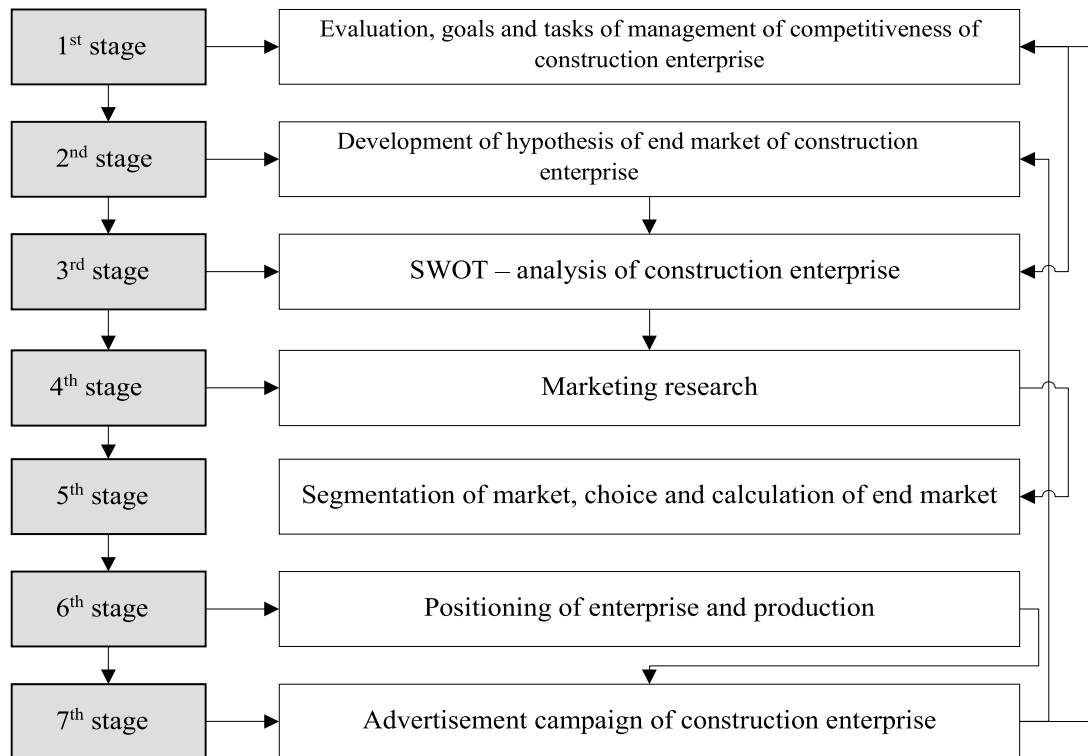 1st stage
Evaluation, goals and tasks of management of competitiveness of
construction enterprise
2nd stage
Development of hypothesis of end market of construction
enterprise
3rd stage
SWOT – analysis of construction enterprise
4th stage
Marketing research
5th stage
Segmentation of market, choice and calculation of end market
6th stage
Positioning of enterprise and production
7th stage
Advertisement campaign of construction enterprise